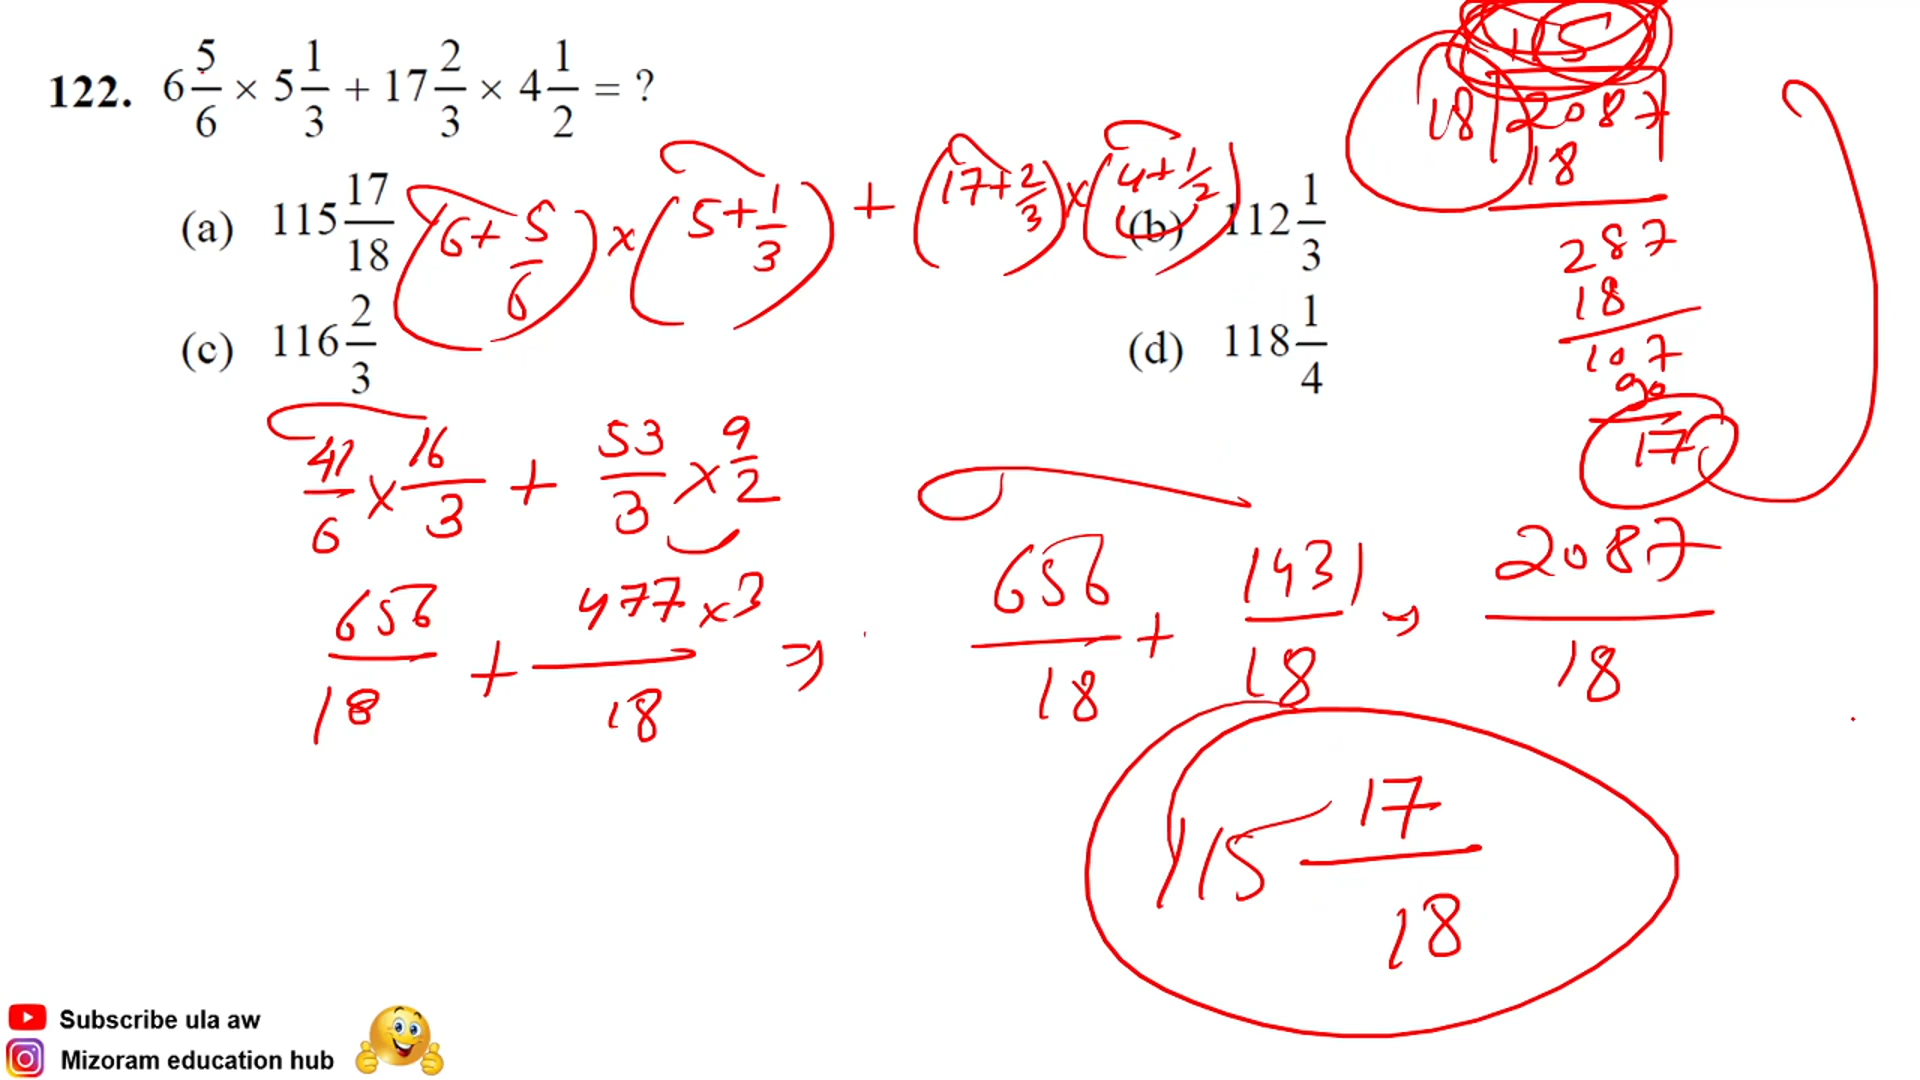 122. 6 5/6 × 5 1/3 + 17 2/3 × 4 1/2 = ?
(a) 115 17/18
(b) 112 1/3
(c) 116 2/3
(d) 118 1/4
(6+5/6) × (5+1/3) + (17+2/3) × (4+1/2)
41/6 × 16/3 + 53/3 × 9/2
656/18 + 477×3/18 ⇒ 656/18 + 1431/18 ⇒ 2087/18
115 17/18
115
18 2087
18
287
18
107
90
17
Subscribe ula aw
Mizoram education hub